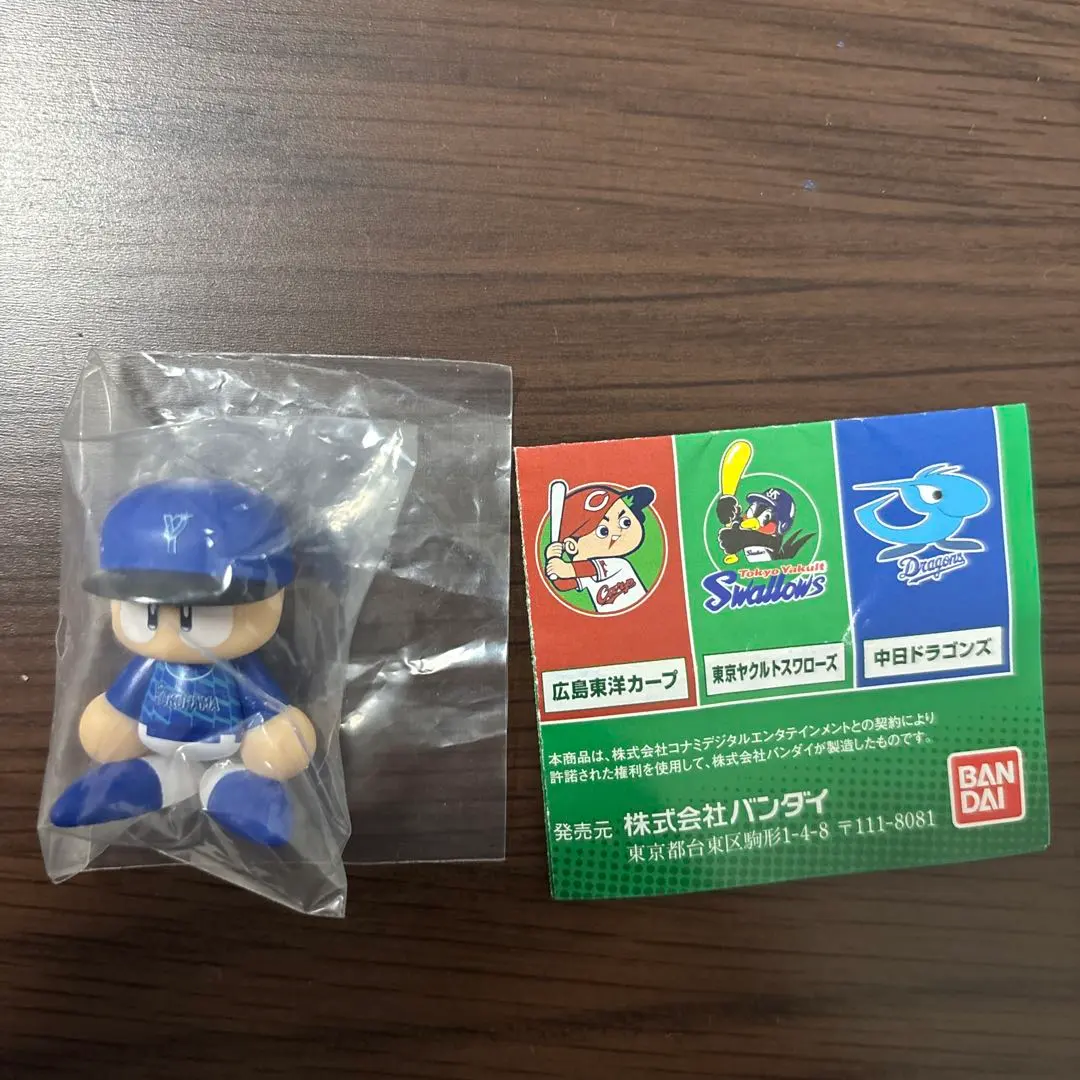 Y
YOKOHAMA
C
Carp
Tokyo Yakult
Swallows
Dragons
広島東洋カープ
東京ヤクルトスワローズ
中日ドラゴンズ
本商品は、株式会社コナミデジタルエンタテインメントとの契約により
許諾された権利を使用して、株式会社バンダイが製造したものです。
BAN
DAI
発売元 株式会社バンダイ
東京都台東区駒形1-4-8 〒111-8081